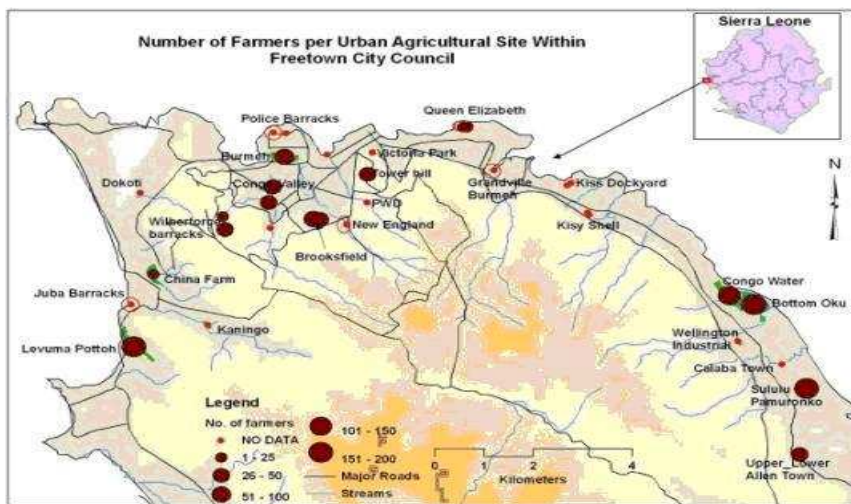 Sierra Leone
Number of Farmers per Urban Agricultural Site Within
Freetown City Council
Police Barracks
Queen Elizabeth
Burmeh
Victoria Park
Tower hill
Congo Valley
Dokoti
Grandville
Burmeh
Kiss Dockyard
N
PWD
Wilberforce
barracks
New England
Kisy Shell
Brooksfield
China Farm
Congo Water
Bottom Oku
Juba Barracks
Kaningo
Wellington
Industrial
Levuma Pottoh
Calaba Town
Sululu
Pamuronko
Legend
No. of farmers
NO DATA
1 - 25
26 - 50
51 - 100
101 - 150
151 - 200
Major Roads
Streams
0 1 2 4
Kilometers
Upper_Lower
Allen Town